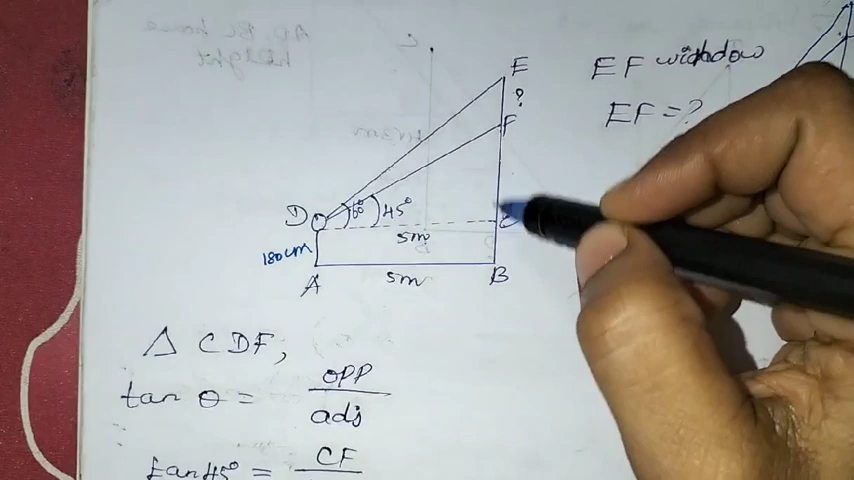 E
EF window
?
F
EF = ?
D
60° 45°
C
5m
180cm
A
5m
B
△ CDF,
tan θ = opp
adj
tan 45° = CF